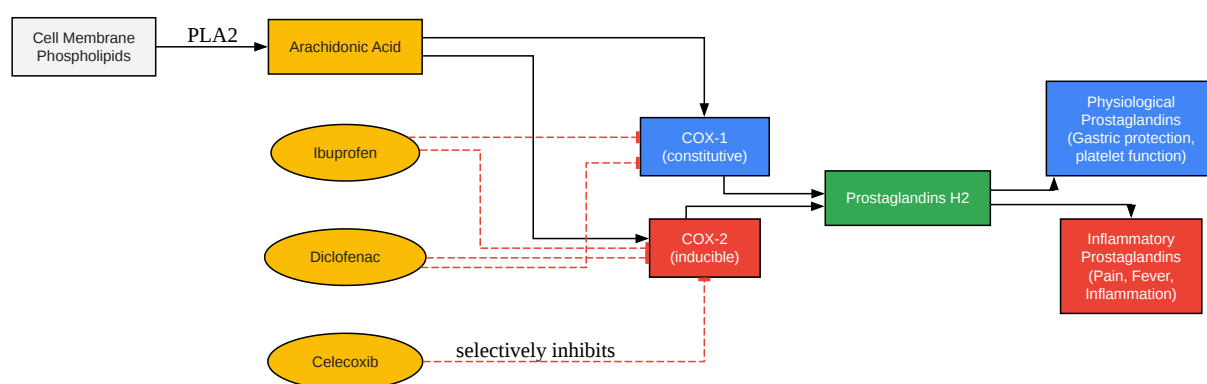 Cell Membrane
Phospholipids
PLA2
Arachidonic Acid
Ibuprofen
Diclofenac
Celecoxib
selectively inhibits
COX-1
(constitutive)
COX-2
(inducible)
Prostaglandins H2
Physiological
Prostaglandins
(Gastric protection,
platelet function)
Inflammatory
Prostaglandins
(Pain, Fever,
Inflammation)